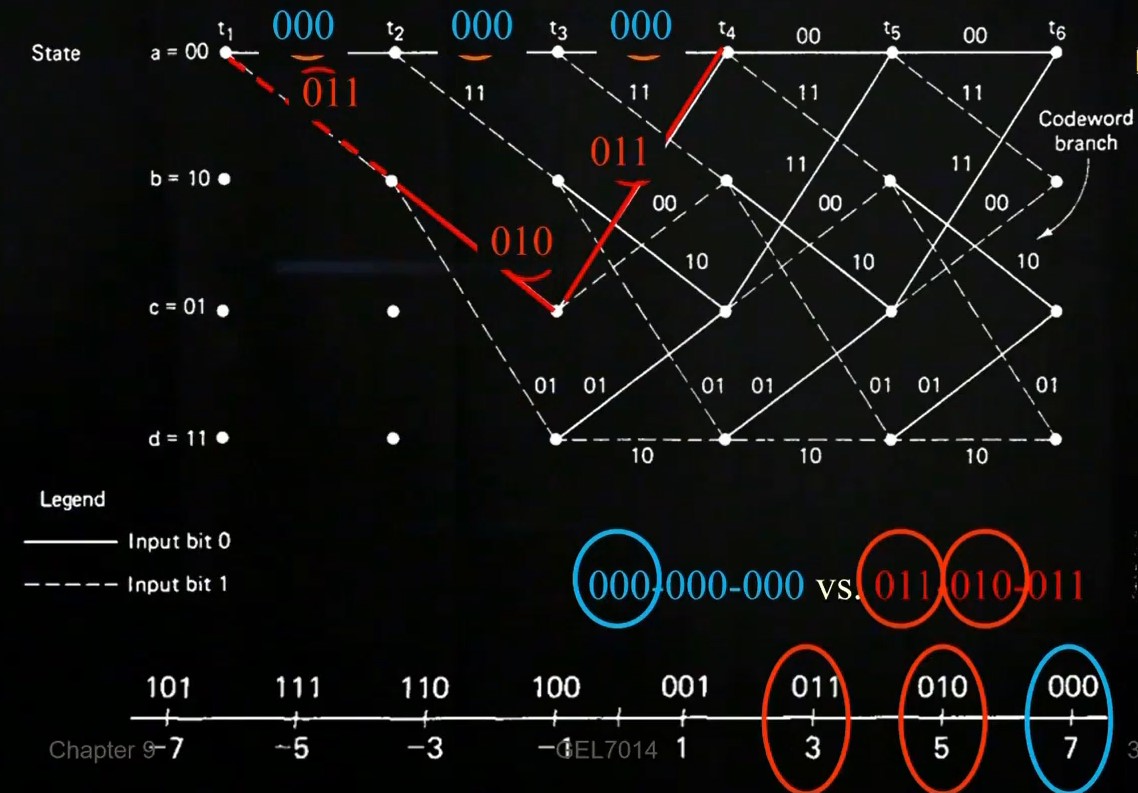 t1 000 t2 000 t3 000 t4 00 t5 00 t6
State a = 00
011 11 11 11 11
Codeword
branch
011
11 11
b = 10
00 00 00
010
10 10 10
c = 01
01 01 01 01 01 01 01
d = 11
10 10 10
Legend
Input bit 0
Input bit 1
000-000-000 vs. 011-010-011
101 111 110 100 001 011 010 000
−7 −5 −3 −1 1 3 5 7
Chapter 9 GEL7014 3